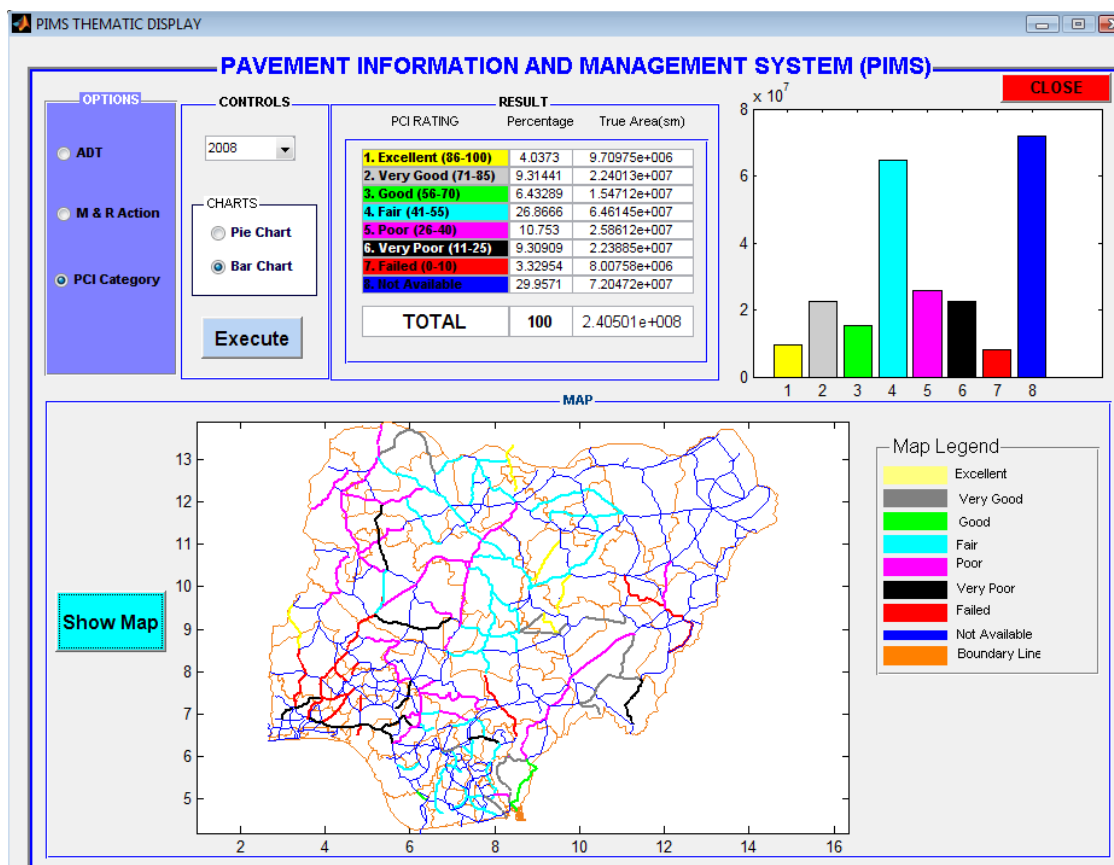 PIMS THEMATIC DISPLAY
PAVEMENT INFORMATION AND MANAGEMENT SYSTEM (PIMS)
CLOSE
OPTIONS
ADT
M & R Action
PCI Category
CONTROLS
2008
CHARTS
Pie Chart
Bar Chart
Execute
RESULT
PCI RATING Percentage True Area(sm)
1. Excellent (86-100) 4.0373 9.70975e+006
2. Very Good (71-85) 9.31441 2.24013e+007
3. Good (56-70) 6.43289 1.54712e+007
4. Fair (41-55) 26.8666 6.46145e+007
5. Poor (26-40) 10.753 2.58612e+007
6. Very Poor (11-25) 9.30909 2.23885e+007
7. Failed (0-10) 3.32954 8.00758e+006
8. Not Available 29.9571 7.20472e+007
TOTAL 100 2.40501e+008
x 10^7
8
6
4
2
0
1 2 3 4 5 6 7 8
MAP
Show Map
13
12
11
10
9
8
7
6
5
2 4 6 8 10 12 14 16
Map Legend
Excellent
Very Good
Good
Fair
Poor
Very Poor
Failed
Not Available
Boundary Line